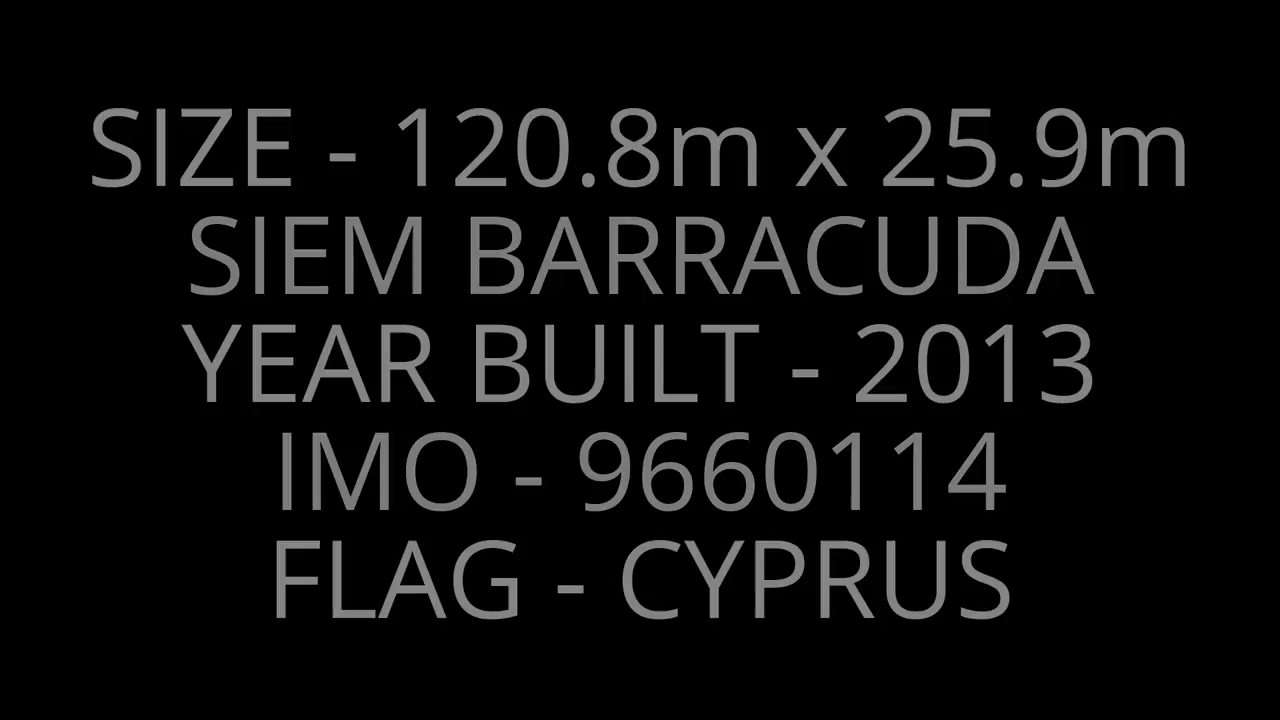 SIZE - 120.8m x 25.9m
SIEM BARRACUDA
YEAR BUILT - 2013
IMO - 9660114
FLAG - CYPRUS